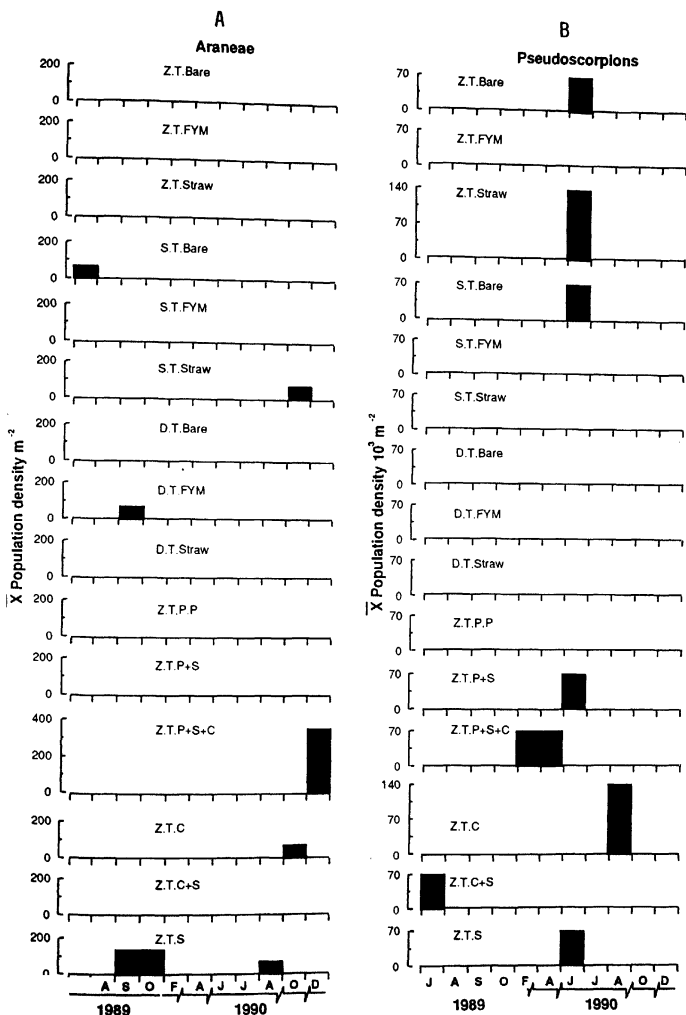 A
Araneae
200
0
Z.T.Bare
200
0
Z.T.FYM
200
0
Z.T.Straw
200
0
S.T.Bare
200
0
S.T.FYM
200
0
S.T.Straw
200
0
D.T.Bare
200
0
D.T.FYM
200
0
D.T.Straw
200
0
Z.T.P.P
200
0
Z.T.P+S
400
200
0
Z.T.P+S+C
200
0
Z.T.C
200
0
Z.T.C+S
200
0
Z.T.S
A S O F A J J A O D
1989 1990
X̅ Population density m⁻²
B
Pseudoscorpions
70
0
Z.T.Bare
70
0
Z.T.FYM
140
70
0
Z.T.Straw
70
0
S.T.Bare
70
0
S.T.FYM
70
0
S.T.Straw
70
0
D.T.Bare
70
0
D.T.FYM
70
0
D.T.Straw
70
0
Z.T.P.P
70
0
Z.T.P+S
70
0
Z.T.P+S+C
140
70
0
Z.T.C
70
0
Z.T.C+S
70
0
Z.T.S
J A S O F A J J A O D
1989 1990
X̅ Population density 10³ m⁻²